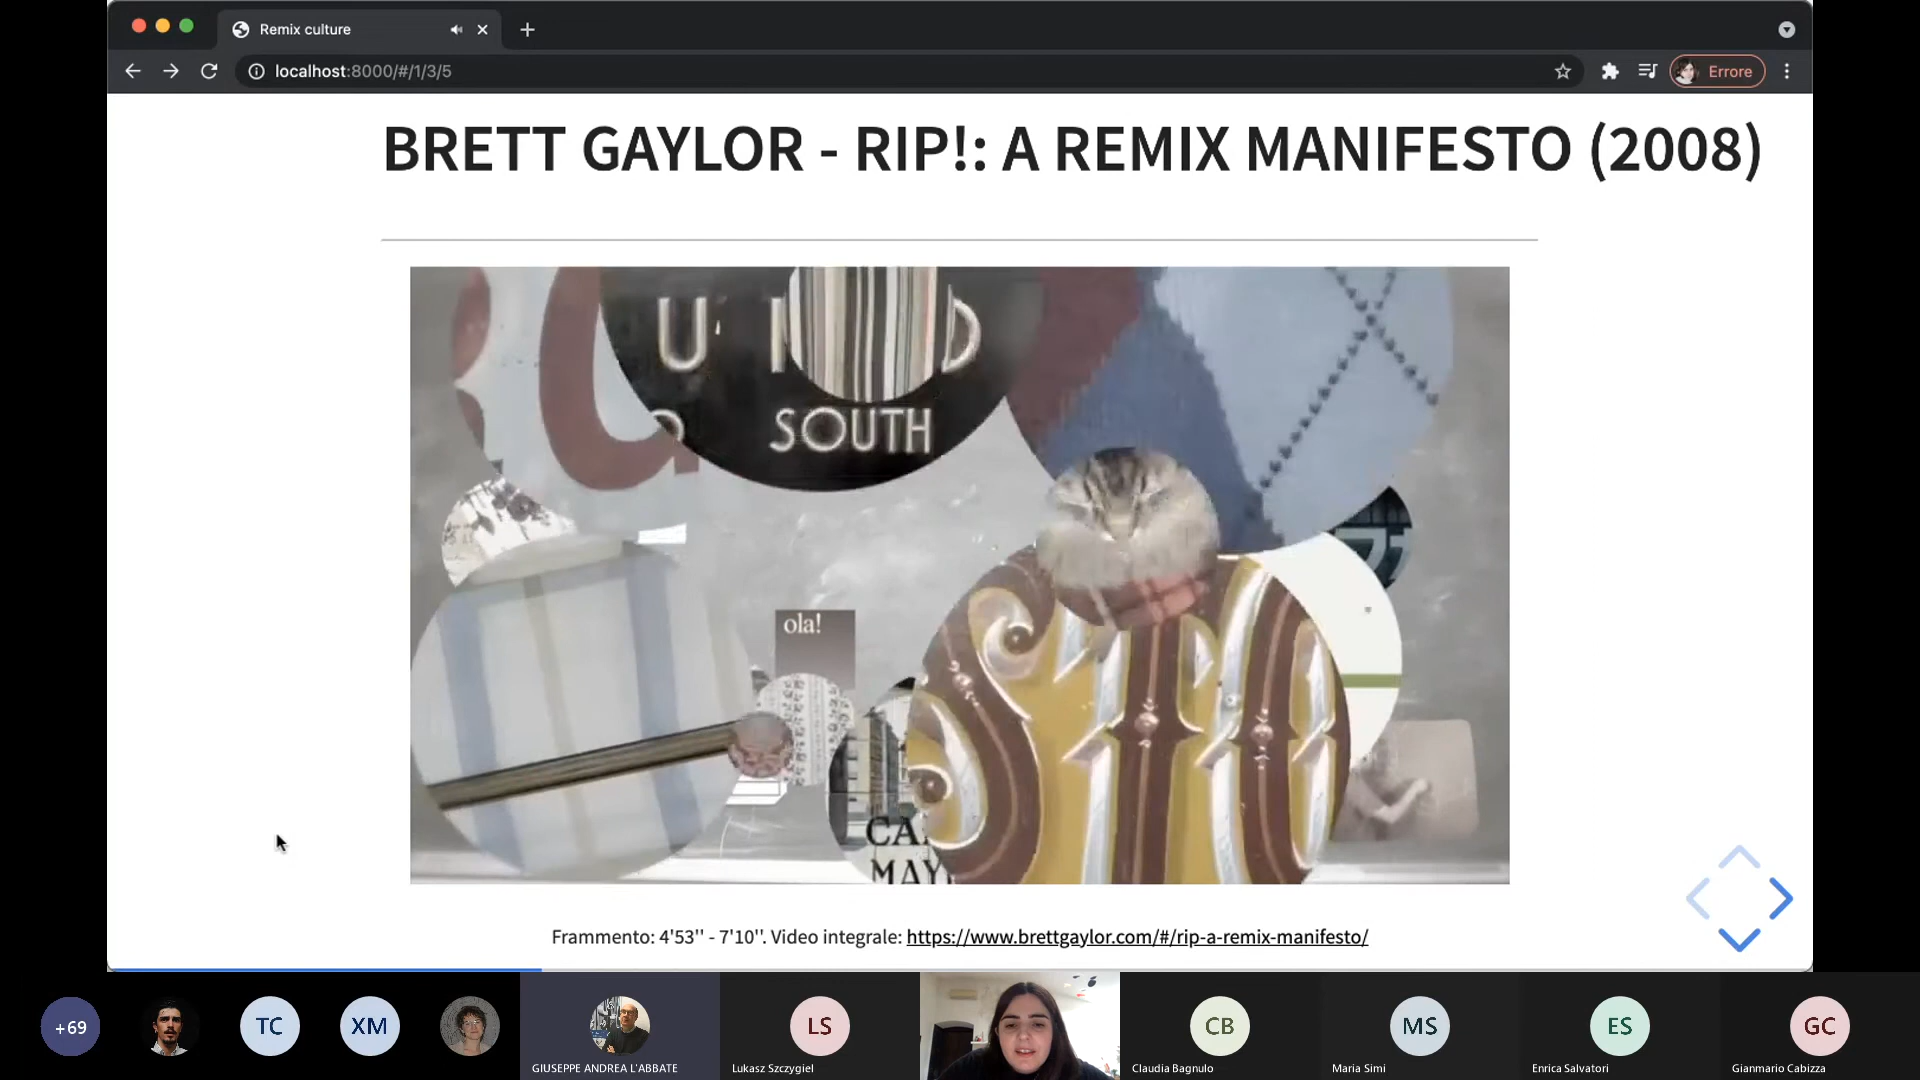 Remix culture
localhost:8000/#/1/3/5
Errore
BRETT GAYLOR - RIP!: A REMIX MANIFESTO (2008)
SOUTH
ola!
CA
MAY
Frammento: 4'53'' - 7'10''. Video integrale: https://www.brettgaylor.com/#/rip-a-remix-manifesto/
+69
TC
XM
GIUSEPPE ANDREA L'ABBATE
LS
Lukasz Szczygiel
CB
Claudia Bagnulo
MS
Maria Simi
ES
Enrica Salvatori
GC
Gianmario Cabizza